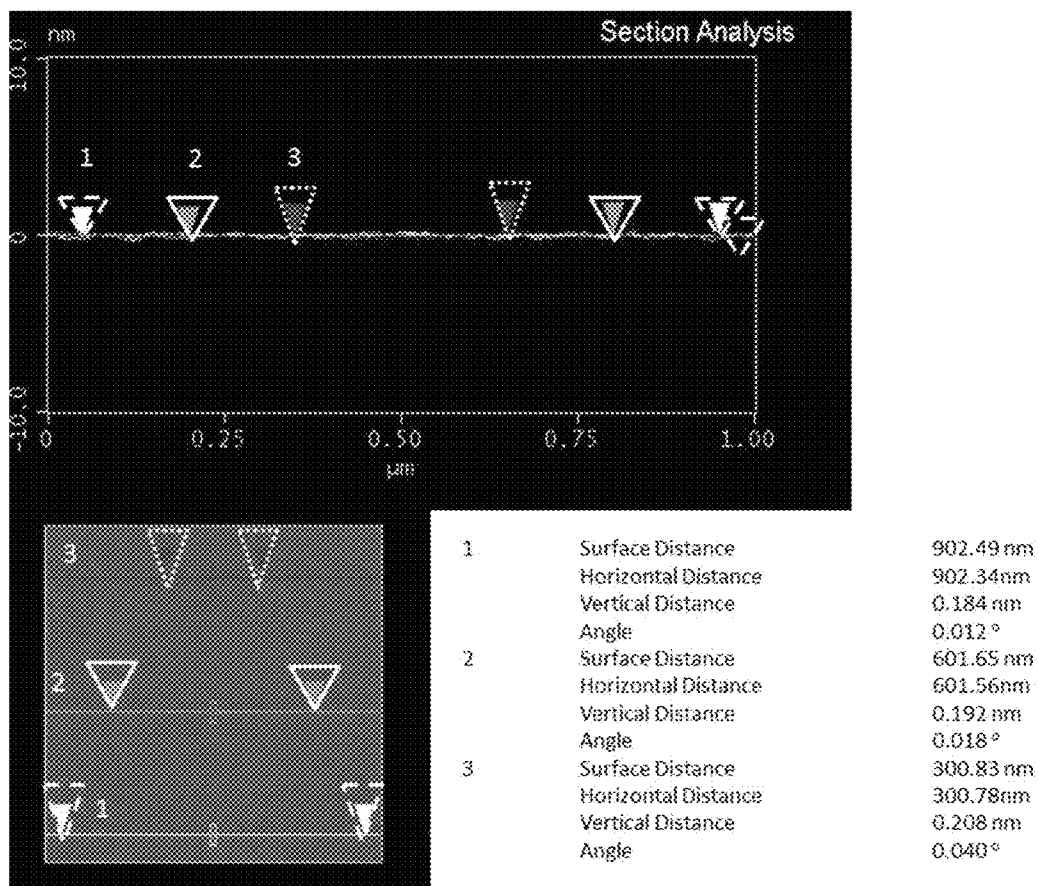 nm
Section Analysis
10.0
1
2
3
0
-10.0
0
0.25
0.50
0.75
1.00
µm
3
2
1
1 Surface Distance 902.49 nm
Horizontal Distance 902.34nm
Vertical Distance 0.184 nm
Angle 0.012 °
2 Surface Distance 601.65 nm
Horizontal Distance 601.56nm
Vertical Distance 0.192 nm
Angle 0.018 °
3 Surface Distance 300.83 nm
Horizontal Distance 300.78nm
Vertical Distance 0.208 nm
Angle 0.040 °